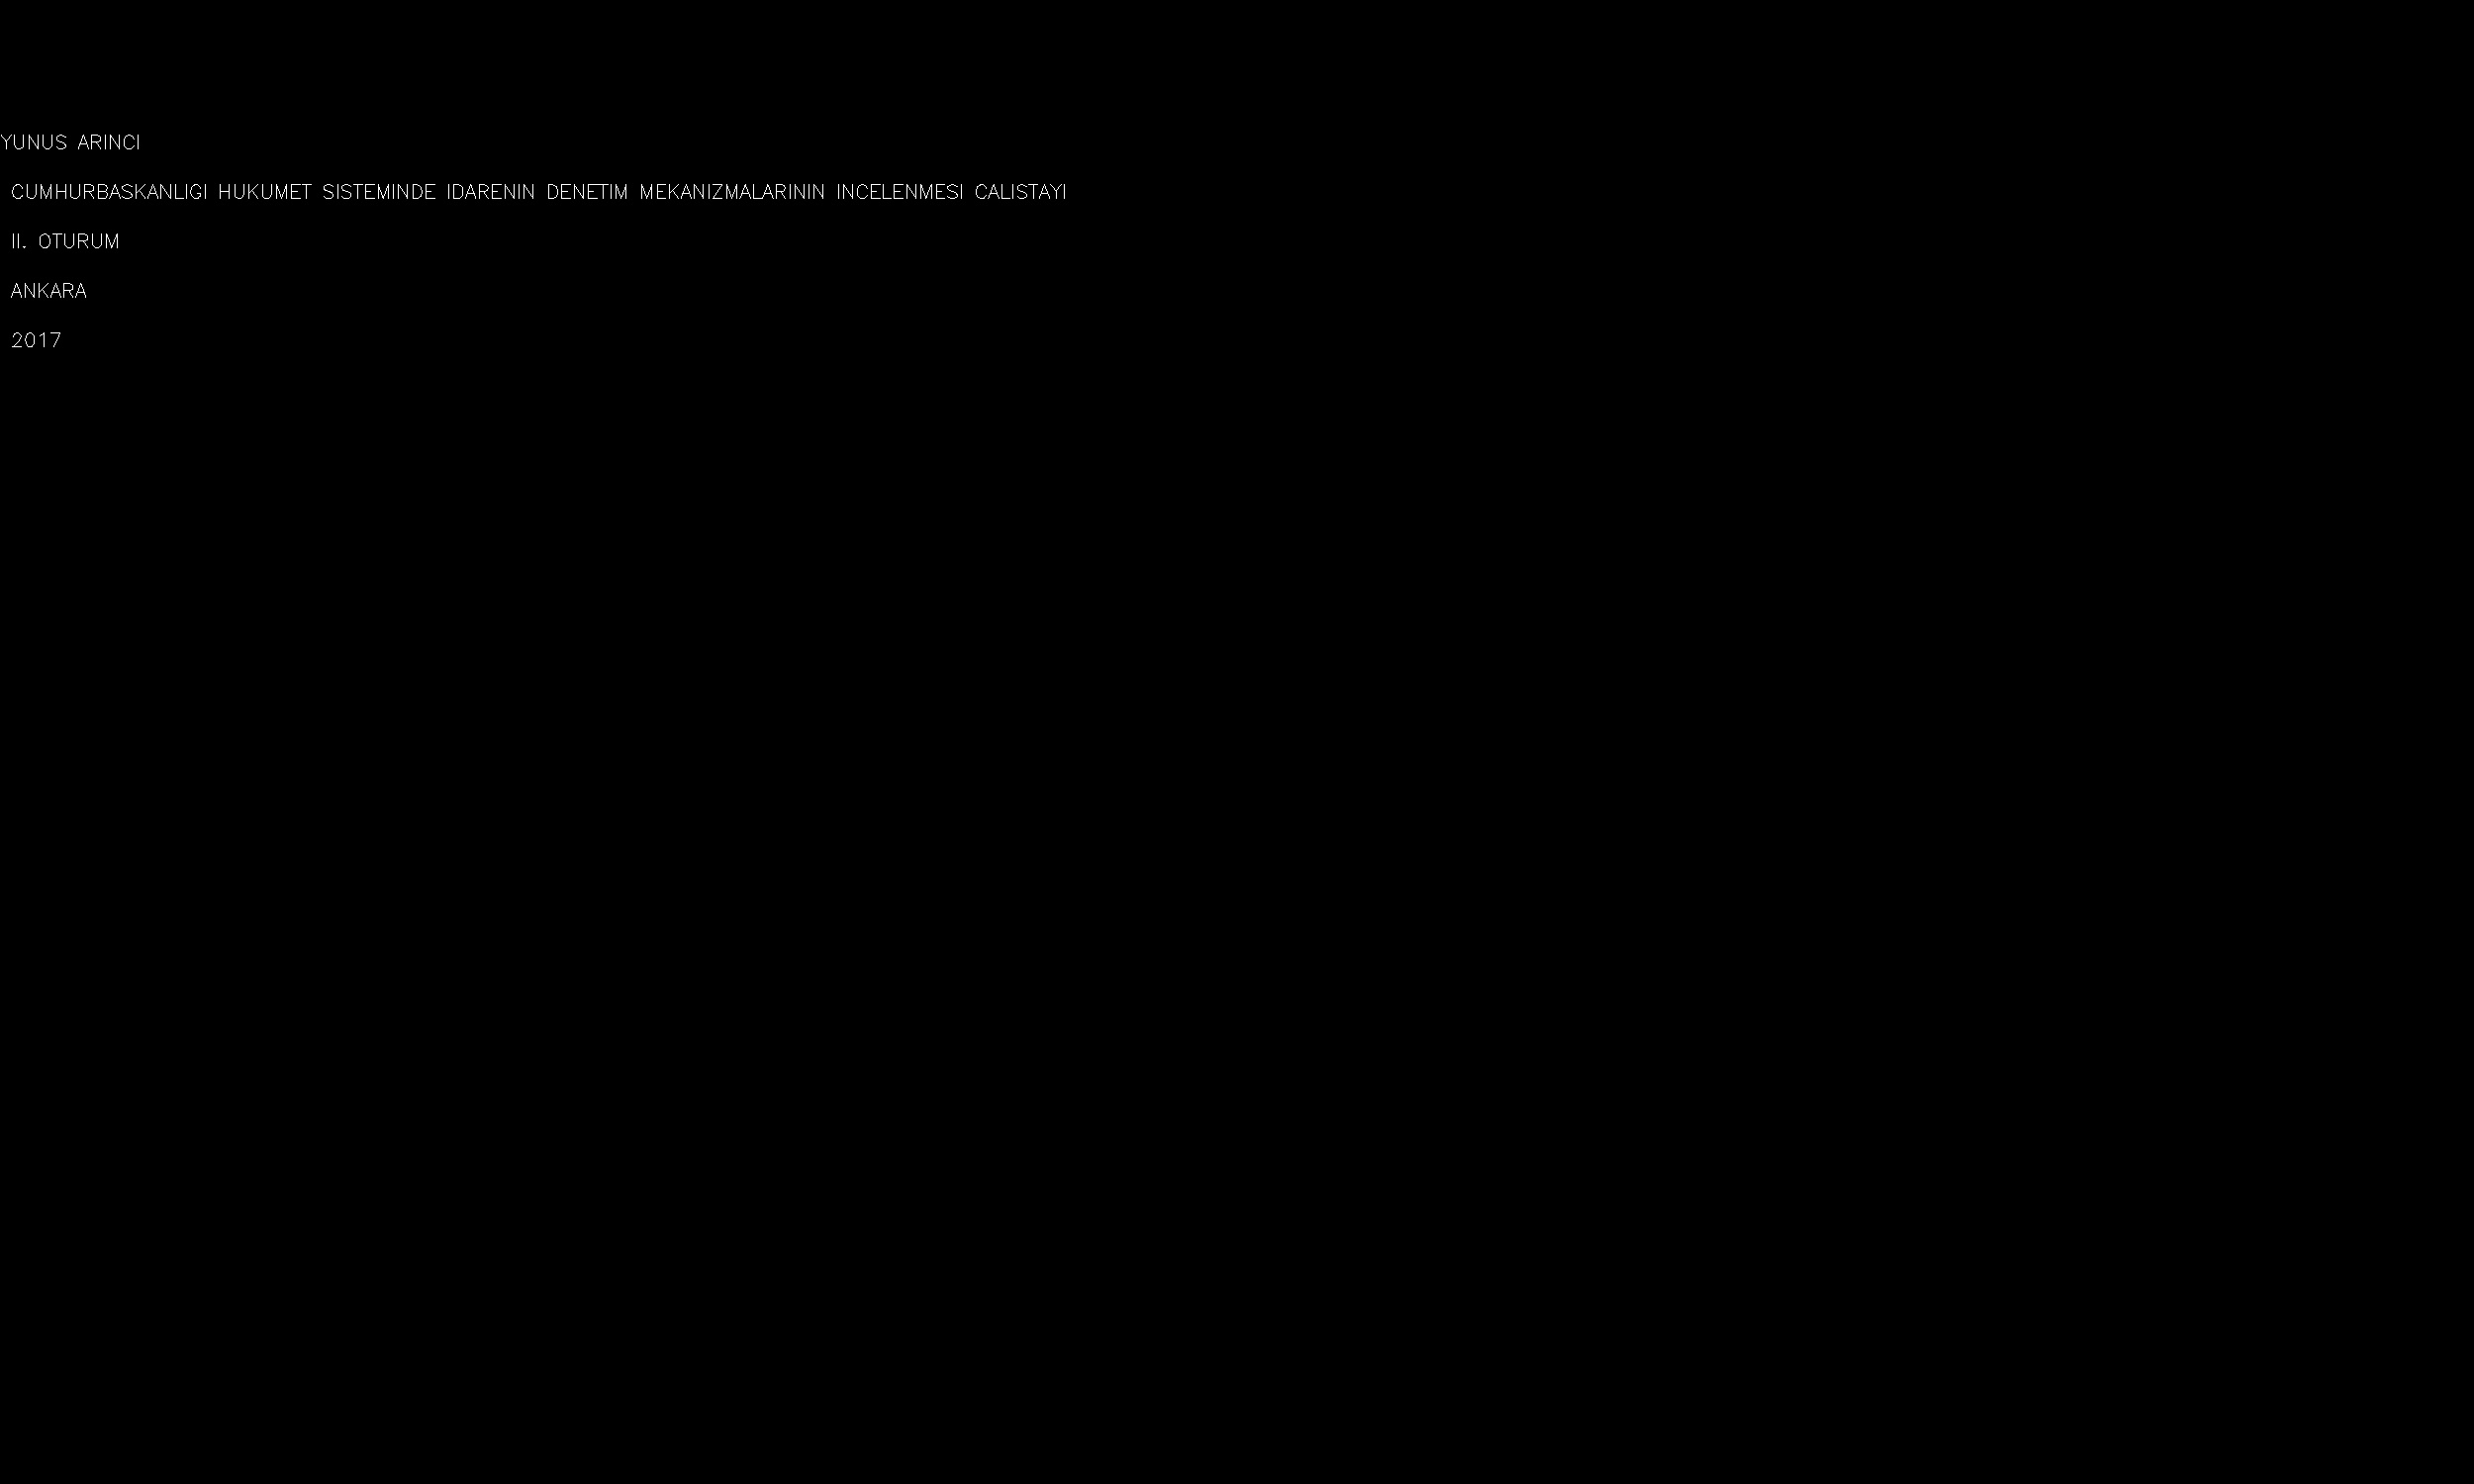 YUNUS ARINCI
CUMHURBASKANLIGI HUKUMET SISTEMINDE IDARENIN DENETIM MEKANIZMALARININ INCELENMESI CALISTAYI
II. OTURUM
ANKARA
2017